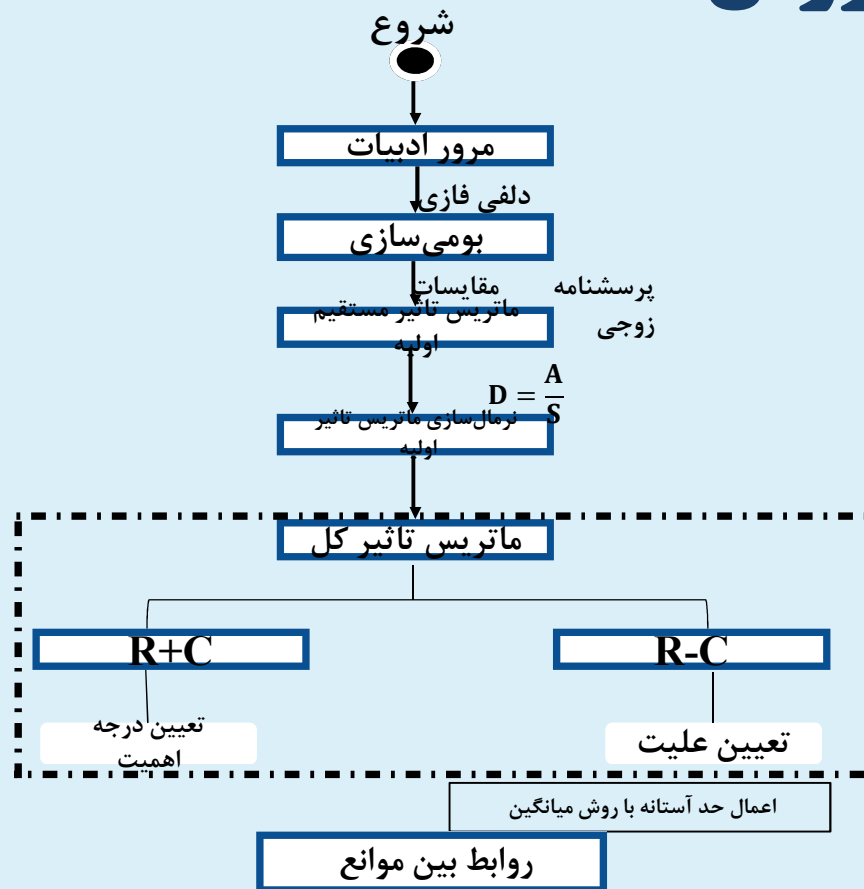 شروع
مرور ادبیات
دلفی فازی
بومی‌سازی
پرسشنامه مقایسات
زوجی
ماتریس تاثیر مستقیم
اولیه
D = A/S
نرمال‌سازی ماتریس تاثیر
اولیه
ماتریس تاثیر کل
R+C
R-C
تعیین درجه
اهمیت
تعیین علیت
اعمال حد آستانه با روش میانگین
روابط بین موانع